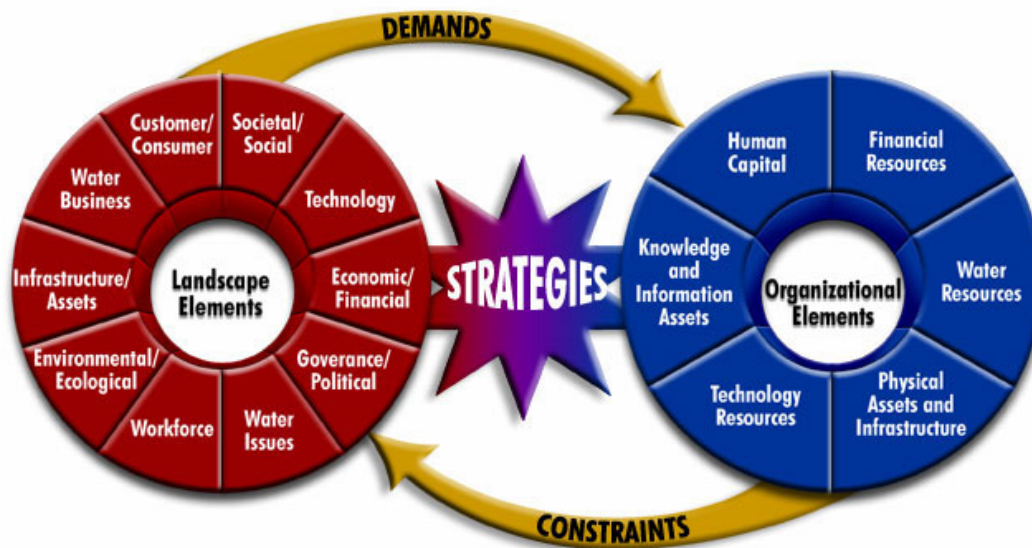 DEMANDS
Customer/
Consumer
Societal/
Social
Technology
Economic/
Financial
Goverance/
Political
Water
Issues
Workforce
Environmental/
Ecological
Infrastructure/
Assets
Water
Business
Landscape
Elements
STRATEGIES
Human
Capital
Financial
Resources
Water
Resources
Physical
Assets and
Infrastructure
Technology
Resources
Knowledge and
Information
Assets
Organizational
Elements
CONSTRAINTS